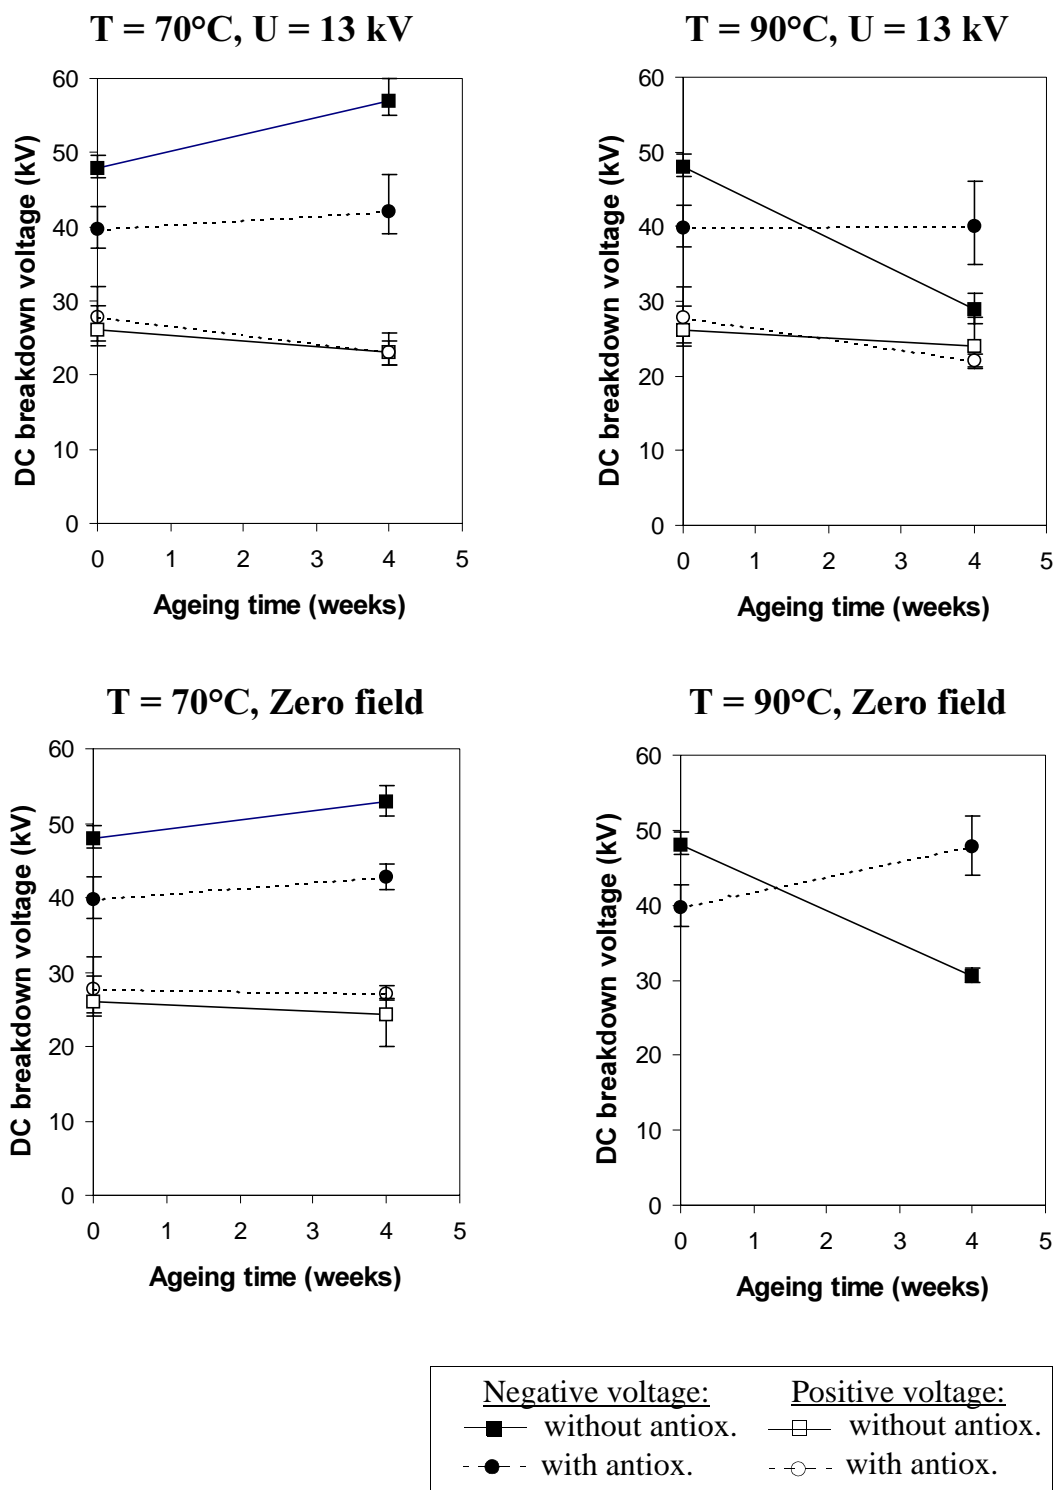 T = 70°C, U = 13 kV
60
50
40
30
20
10
0
DC breakdown voltage (kV)
0 1 2 3 4 5
Ageing time (weeks)
T = 90°C, U = 13 kV
60
50
40
30
20
10
0
DC breakdown voltage (kV)
0 1 2 3 4 5
Ageing time (weeks)
T = 70°C, Zero field
60
50
40
30
20
10
0
DC breakdown voltage (kV)
0 1 2 3 4 5
Ageing time (weeks)
T = 90°C, Zero field
60
50
40
30
20
10
0
DC breakdown voltage (kV)
0 1 2 3 4 5
Ageing time (weeks)
Negative voltage:
without antiox.
with antiox.
Positive voltage:
without antiox.
with antiox.